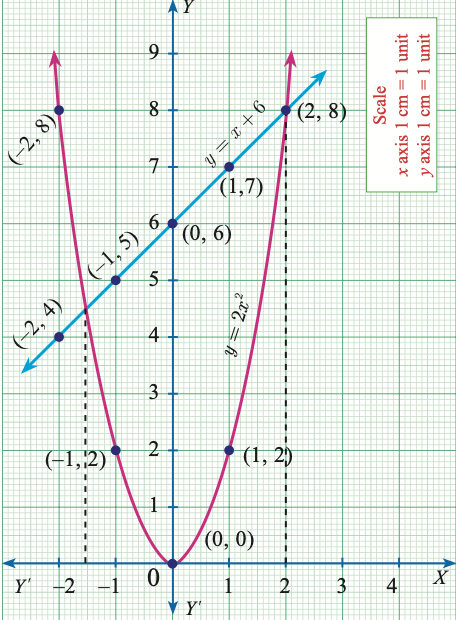 Y
9
8
7
6
5
4
3
2
1
0
(−2, 8)
y = x + 6
(2, 8)
(1,7)
(0, 6)
(−1, 5)
(−2, 4)
y = 2x²
(−1, 2)
(1, 2)
(0, 0)
Y′ −2 −1 1 2 3 4 X
Y′
Scale
x axis 1 cm = 1 unit
y axis 1 cm = 1 unit